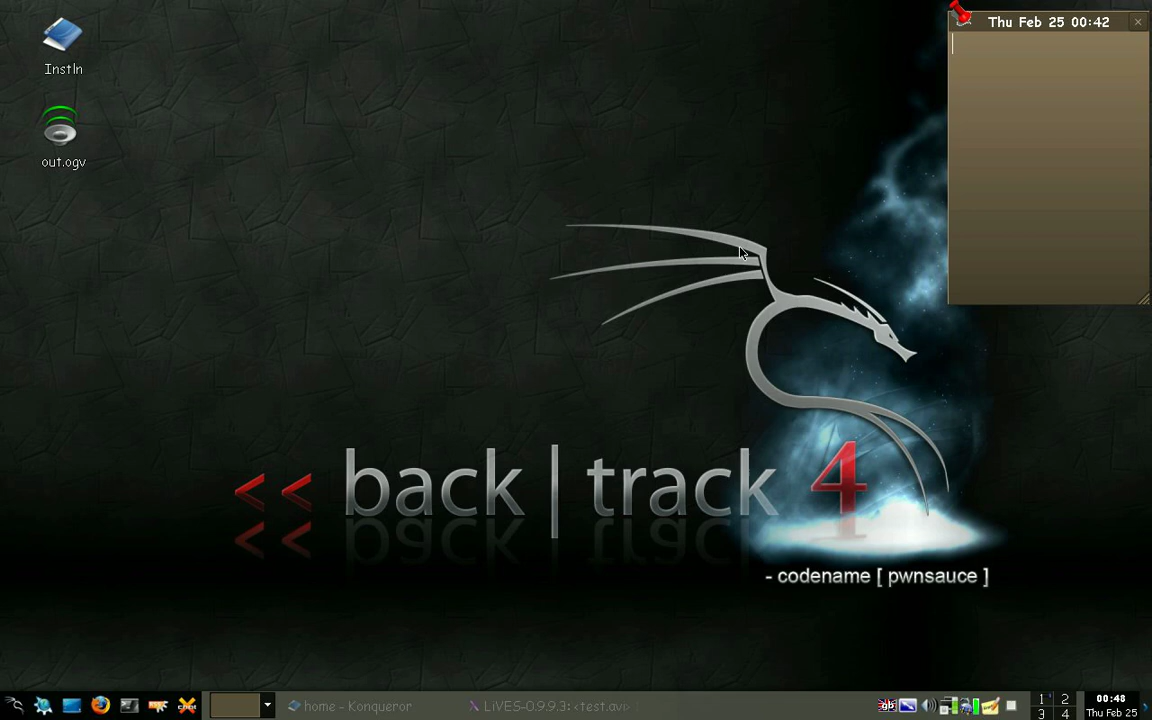 Instln
out.ogv
Thu Feb 25 00:42
<< back | track 4
- codename [ pwnsauce ]
home - Konqueror
LiVES-0.9.9.3: <test.avi>
gb
1 2
3 4
00:48
Thu Feb 25